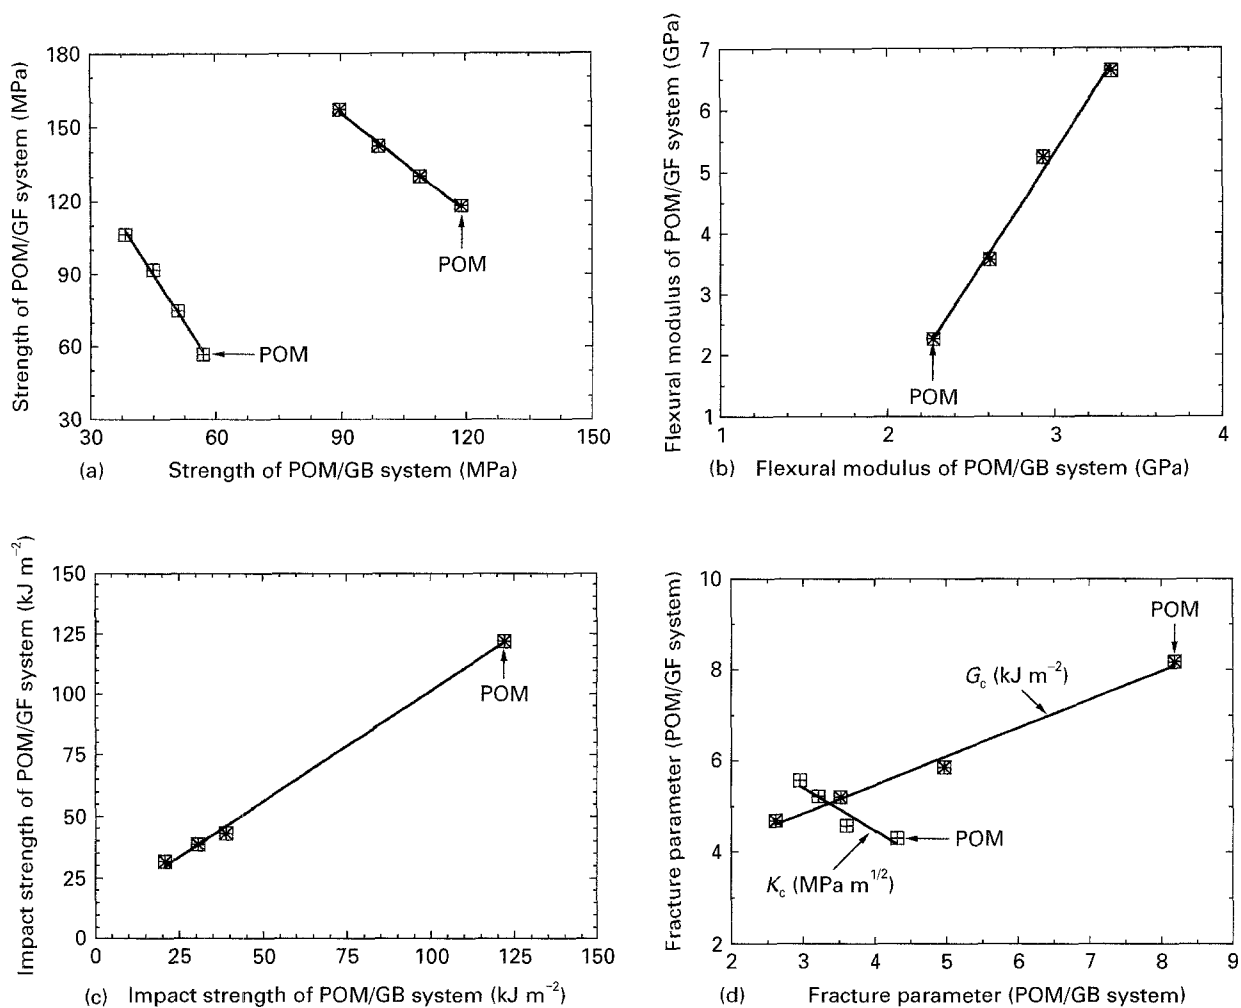 Strength of POM/GF system (MPa)
180
150
120
90
60
30
30 60 90 120 150
POM
POM
(a) Strength of POM/GB system (MPa)
Flexural modulus of POM/GF system (GPa)
7
6
5
4
3
2
1
1 2 3 4
POM
(b) Flexural modulus of POM/GB system (GPa)
Impact strength of POM/GF system (kJ m⁻²)
150
125
100
75
50
25
0
0 25 50 75 100 125 150
POM
(c) Impact strength of POM/GB system (kJ m⁻²)
Fracture parameter (POM/GF system)
10
8
6
4
2
2 3 4 5 6 7 8 9
POM
G_c (kJ m⁻²)
POM
K_c (MPa m^1/2)
(d) Fracture parameter (POM/GB system)